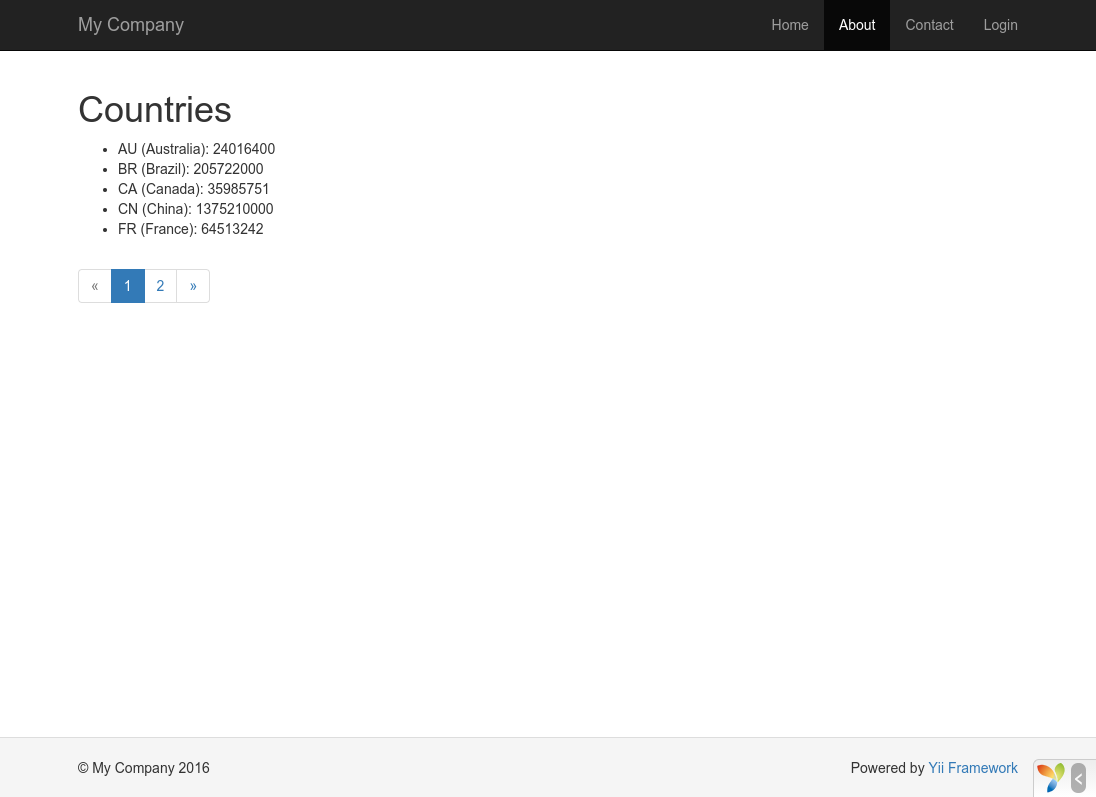 My Company Home About Contact Login
Countries
AU (Australia): 24016400
BR (Brazil): 205722000
CA (Canada): 35985751
CN (China): 1375210000
FR (France): 64513242
« 1 2 »
© My Company 2016 Powered by Yii Framework